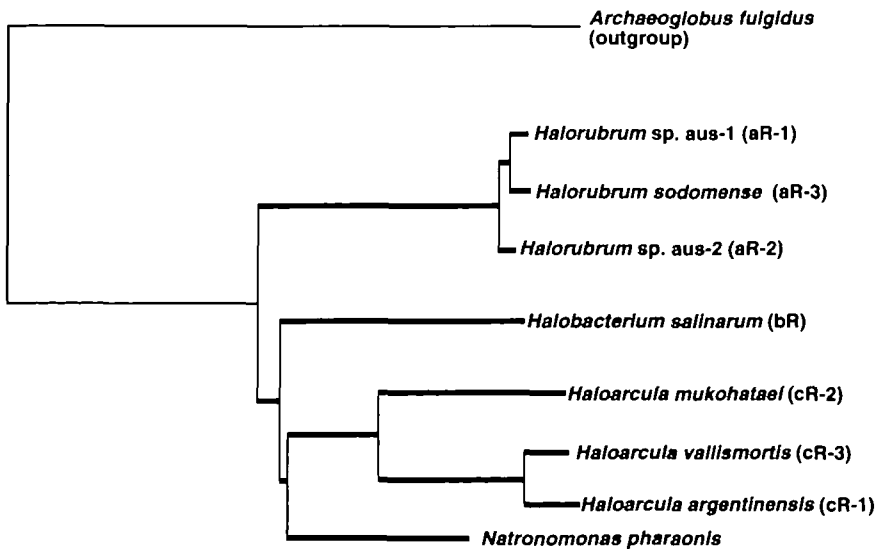 Archaeoglobus fulgidus
(outgroup)
Halorubrum sp. aus-1 (aR-1)
Halorubrum sodomense (aR-3)
Halorubrum sp. aus-2 (aR-2)
Halobacterium salinarum (bR)
Haloarcula mukohataei (cR-2)
Haloarcula vallismortis (cR-3)
Haloarcula argentinensis (cR-1)
Natronomonas pharaonis